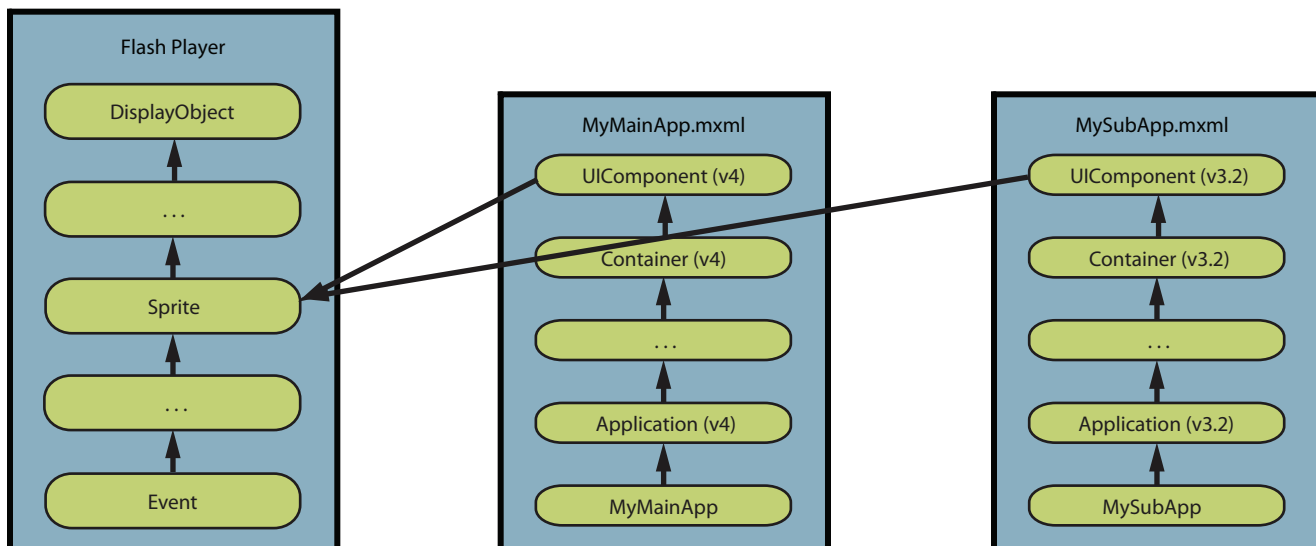 Flash Player
DisplayObject
. . .
Sprite
. . .
Event
MyMainApp.mxml
UIComponent (v4)
Container (v4)
. . .
Application (v4)
MyMainApp
MySubApp.mxml
UIComponent (v3.2)
Container (v3.2)
. . .
Application (v3.2)
MySubApp